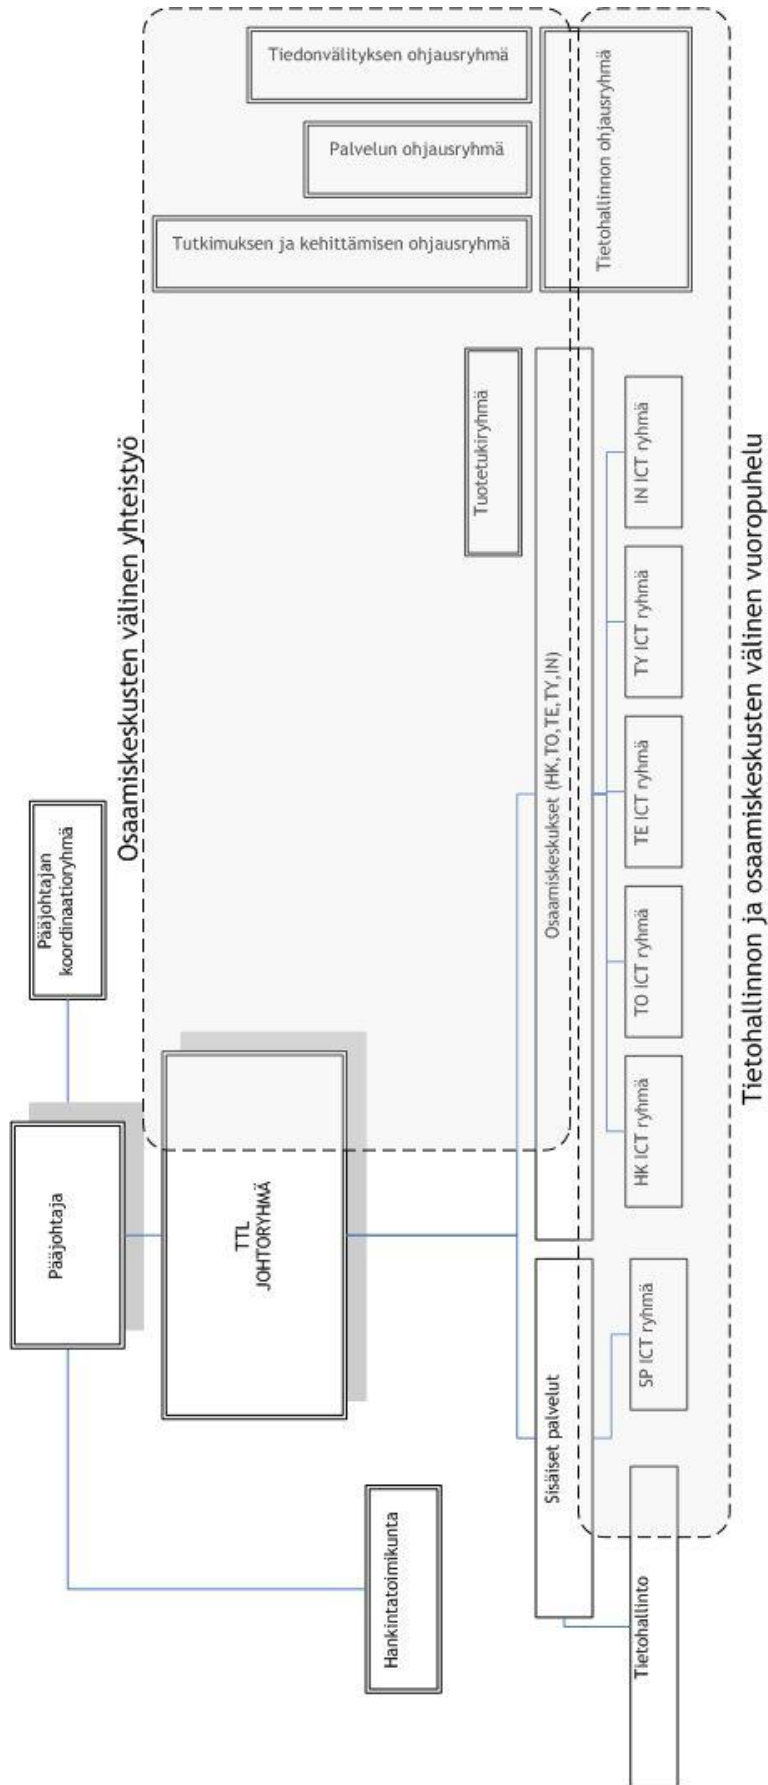 Pääjohtaja
Pääjohtajan
koordinaatioryhmä
Hankintatoimikunta
TTL
JOHTORYHMÄ
Osaamiskeskusten välinen yhteistyö
Tutkimuksen ja kehittämisen ohjausryhmä
Palvelun ohjausryhmä
Tiedonvälityksen ohjausryhmä
Tuotetukiryhmä
Sisäiset palvelut
Osaamiskeskukset (HK,TO,TE,TY,IN)
Tietohallinnon ohjausryhmä
Tietohallinto
SP ICT ryhmä
HK ICT ryhmä
TO ICT ryhmä
TE ICT ryhmä
TY ICT ryhmä
IN ICT ryhmä
Tietohallinnon ja osaamiskeskusten välinen vuoropuhelu